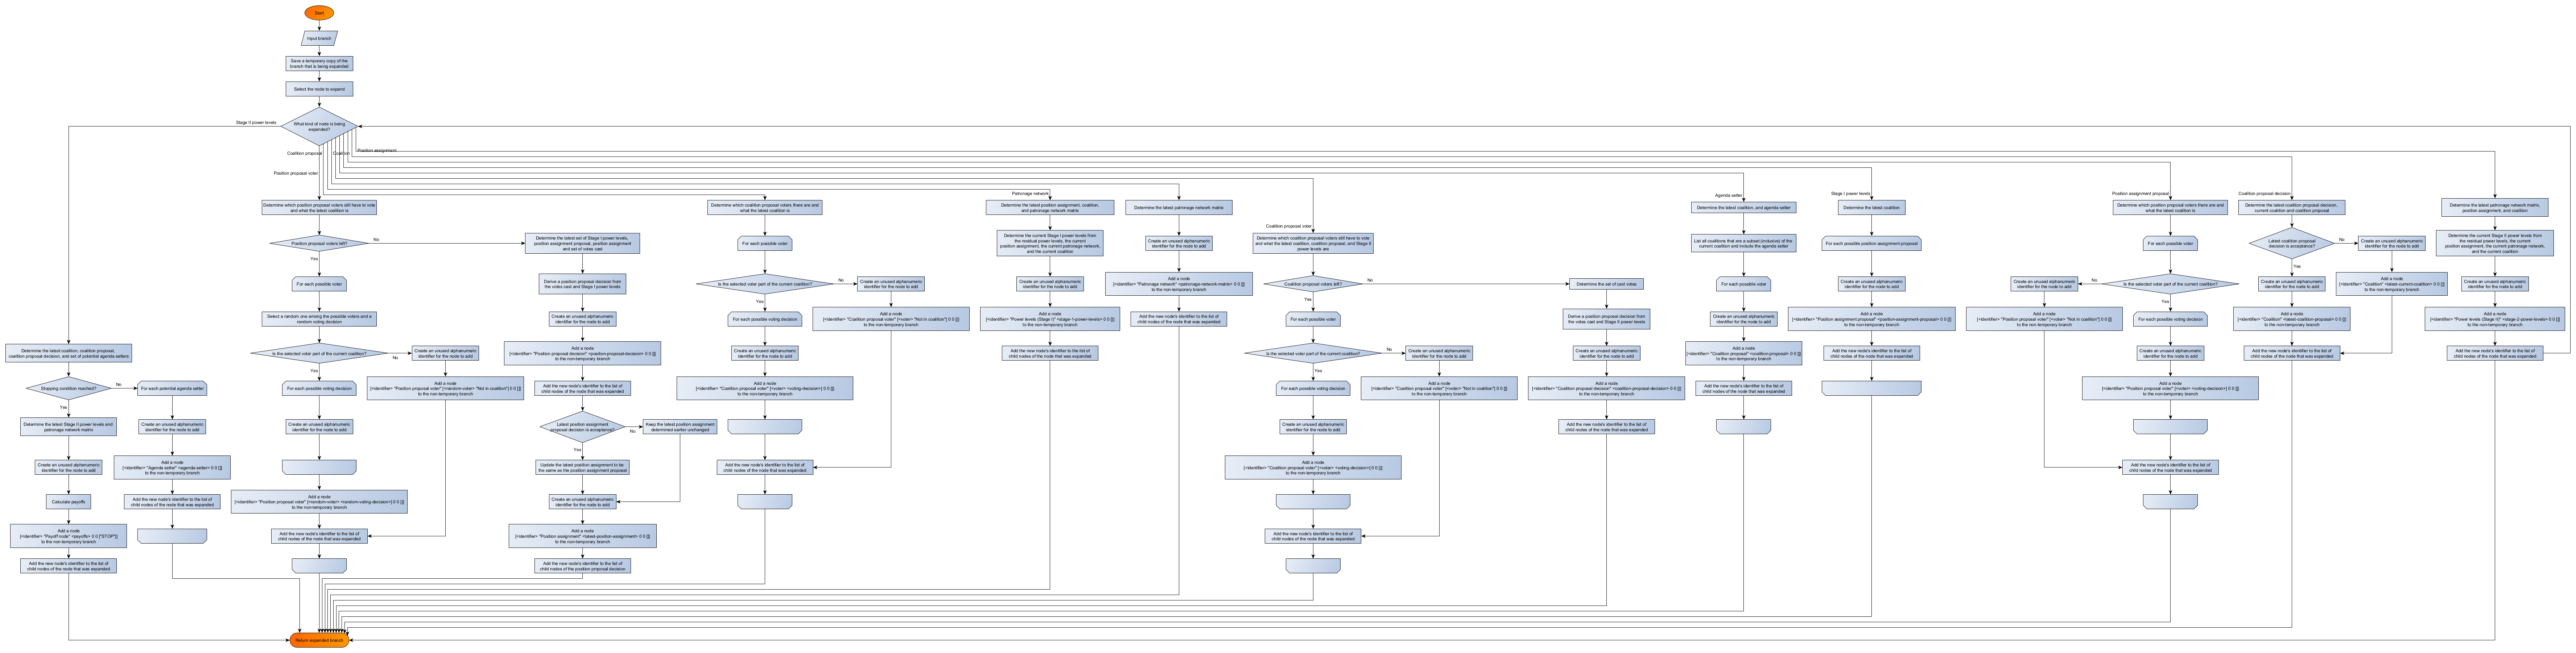 Start
Input branch
Save a temporary copy of the
branch that is being expanded
Select the node to expend
What kind of node is being
expanded?
Stage II power levels
Coalition proposal
Coalition
Position assignment
Position proposal voter
Patronage network
Coalition proposal voter
Agenda setter
Stage I power levels
Position assignment proposal
Coalition proposal decision
Determine the latest coalition, coalition proposal,
coalition proposal decision, and set of potential agenda setters
Stopping condition reached?
No
Yes
For each potential agenda setter
Determine the latest Stage II power levels and
patronage network matrix
Create an unused alphanumeric
identifier for the node to add
Calculate payoffs
Add a node
[<identifier> "Payoff node" <payoffs> 0 0 ["STOP"]]
to the non-temporary branch
Add the new node's identifier to the list of
child nodes of the node that was expanded
Create an unused alphanumeric
identifier for the node to add
Add a node
[<identifier> "Agenda setter" <agenda-setter> 0 0 []]
to the non-temporary branch
Add the new node's identifier to the list of
child nodes of the node that was expanded
Determine which position proposal voters still have to vote
and what the latest coalition is
Position proposal voters left?
No
Yes
For each possible voter
Select a random one among the possible voters and a
random voting decision
Is the selected voter part of the current coalition?
No
Yes
For each possible voting decision
Create an unused alphanumeric
identifier for the node to add
Add a node
[<identifier> "Position proposal voter" [<random-voter> <random-voting-decision>] 0 0 []]
to the non-temporary branch
Add the new node's identifier to the list of
child nodes of the node that was expanded
Create an unused alphanumeric
identifier for the node to add
Add a node
[<identifier> "Position proposal voter" [<random-voter> "Not in coalition"] 0 0 []]
to the non-temporary branch
Determine the latest set of Stage I power levels,
position assignment proposal, position assignment
and set of votes cast
Derive a position proposal decision from
the votes cast and Stage I power levels
Create an unused alphanumeric
identifier for the node to add
Add a node
[<identifier> "Position proposal decision" <position-proposal-decision> 0 0 []]
to the non-temporary branch
Add the new node's identifier to the list of
child nodes of the node that was expanded
Latest position assignment
proposal decision is acceptance?
No
Yes
Keep the latest position assignment
determined earlier unchanged
Update the latest position assignment to be
the same as the position assignment proposal
Create an unused alphanumeric
identifier for the node to add
Add a node
[<identifier> "Position assignment" <latest-position-assignment> 0 0 []]
to the non-temporary branch
Add the new node's identifier to the list of
child nodes of the position proposal decision
Determine which coalition proposal voters there are and
what the latest coalition is
For each possible voter
Is the selected voter part of the current coalition?
No
Yes
For each possible voting decision
Create an unused alphanumeric
identifier for the node to add
Add a node
[<identifier> "Coalition proposal voter" [<voter> <voting-decision>] 0 0 []]
to the non-temporary branch
Add the new node's identifier to the list of
child nodes of the node that was expanded
Create an unused alphanumeric
identifier for the node to add
Add a node
[<identifier> "Coalition proposal voter" [<voter> "Not in coalition"] 0 0 []]
to the non-temporary branch
Determine the latest position assignment, coalition,
and patronage network matrix
Determine the current Stage I power levels from
the residual power levels, the current
position assignment, the current patronage network,
and the current coalition
Create an unused alphanumeric
identifier for the node to add
Add a node
[<identifier> "Power levels (Stage I)" <stage-1-power-levels> 0 0 []]
to the non-temporary branch
Add the new node's identifier to the list of
child nodes of the node that was expanded
Determine the latest patronage network matrix
Create an unused alphanumeric
identifier for the node to add
Add a node
[<identifier> "Patronage network" <patronage-network-matrix> 0 0 []]
to the non-temporary branch
Add the new node's identifier to the list of
child nodes of the node that was expanded
Determine which coalition proposal voters still have to vote
and what the latest coalition, coalition proposal, and Stage II
power levels are
Coalition proposal voters left?
No
Yes
For each possible voter
Is the selected voter part of the current coalition?
No
Yes
For each possible voting decision
Create an unused alphanumeric
identifier for the node to add
Add a node
[<identifier> "Coalition proposal voter" [<voter> <voting-decision>] 0 0 []]
to the non-temporary branch
Add the new node's identifier to the list of
child nodes of the node that was expanded
Create an unused alphanumeric
identifier for the node to add
Add a node
[<identifier> "Coalition proposal voter" [<voter> "Not in coalition"] 0 0 []]
to the non-temporary branch
Determine the set of cast votes
Derive a position proposal decision from
the votes cast and Stage II power levels
Create an unused alphanumeric
identifier for the node to add
Add a node
[<identifier> "Coalition proposal decision" <coalition-proposal-decision> 0 0 []]
to the non-temporary branch
Add the new node's identifier to the list of
child nodes of the node that was expanded
Determine the latest coalition, and agenda setter
List all coalitions that are a subset (inclusive) of the
current coalition and include the agenda setter
For each possible voter
Create an unused alphanumeric
identifier for the node to add
Add a node
[<identifier> "Coalition proposal" <coalition-proposal> 0 0 []]
to the non-temporary branch
Add the new node's identifier to the list of
child nodes of the node that was expanded
Determine the latest coalition
For each possible position assignment proposal
Create an unused alphanumeric
identifier for the node to add
Add a node
[<identifier> "Position assignment proposal" <position-assignment-proposal> 0 0 []]
to the non-temporary branch
Add the new node's identifier to the list of
child nodes of the node that was expanded
Determine which position proposal voters there are and
what the latest coalition is
For each possible voter
Is the selected voter part of the current coalition?
No
Yes
Create an unused alphanumeric
identifier for the node to add
Add a node
[<identifier> "Position proposal voter" [<voter> "Not in coalition"] 0 0 []]
to the non-temporary branch
For each possible voting decision
Create an unused alphanumeric
identifier for the node to add
Add a node
[<identifier> "Position proposal voter" [<voter> <voting-decision>] 0 0 []]
to the non-temporary branch
Add the new node's identifier to the list of
child nodes of the node that was expanded
Determine the latest coalition proposal decision,
current coalition and coalition proposal
Latest coalition proposal
decision is acceptance?
No
Yes
Create an unused alphanumeric
identifier for the node to add
Add a node
[<identifier> "Coalition" <latest-current-coalition> 0 0 []]
to the non-temporary branch
Create an unused alphanumeric
identifier for the node to add
Add a node
[<identifier> "Coalition" <latest-coalition-proposal> 0 0 []]
to the non-temporary branch
Add the new node's identifier to the list of
child nodes of the node that was expanded
Determine the latest patronage network matrix,
position assignment, and coalition
Determine the current Stage II power levels from
the residual power levels, the current
position assignment, the current patronage network,
and the current coalition
Create an unused alphanumeric
identifier for the node to add
Add a node
[<identifier> "Power levels (Stage II)" <stage-2-power-levels> 0 0 []]
to the non-temporary branch
Add the new node's identifier to the list of
child nodes of the node that was expanded
Return expanded branch